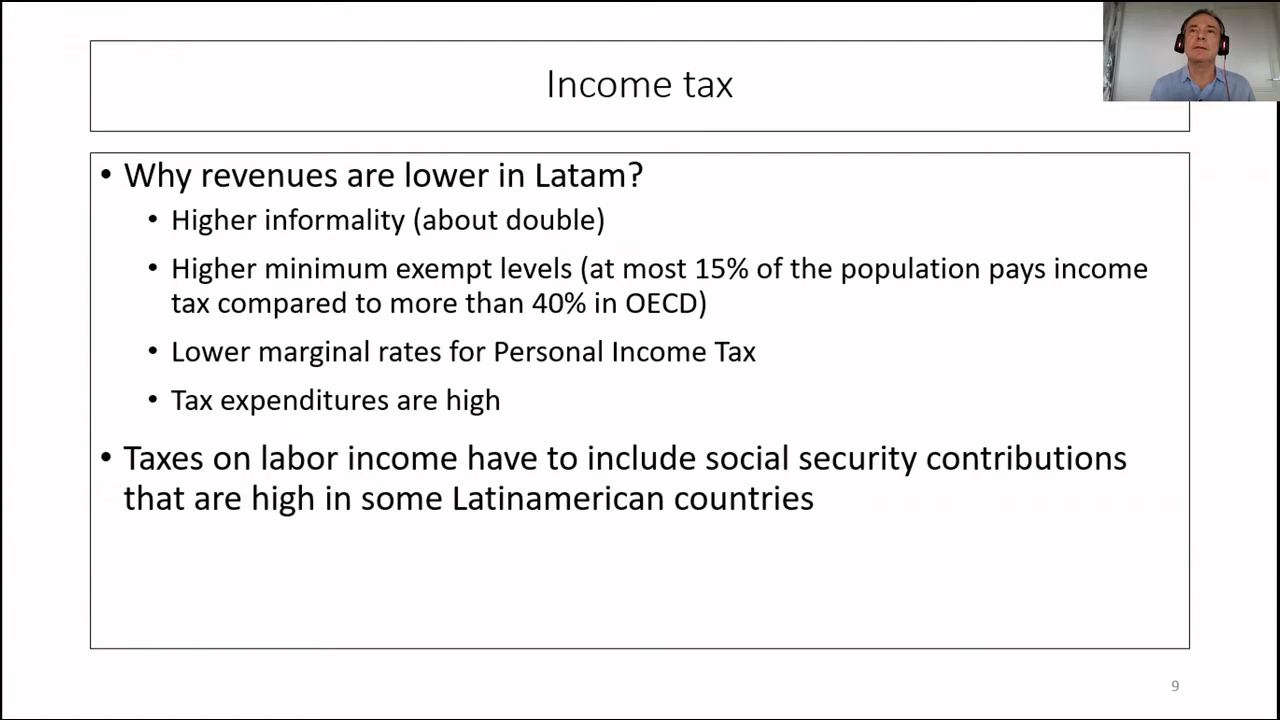 Income tax
• Why revenues are lower in Latam?
• Higher informality (about double)
• Higher minimum exempt levels (at most 15% of the population pays income
tax compared to more than 40% in OECD)
• Lower marginal rates for Personal Income Tax
• Tax expenditures are high
• Taxes on labor income have to include social security contributions
that are high in some Latinamerican countries
9